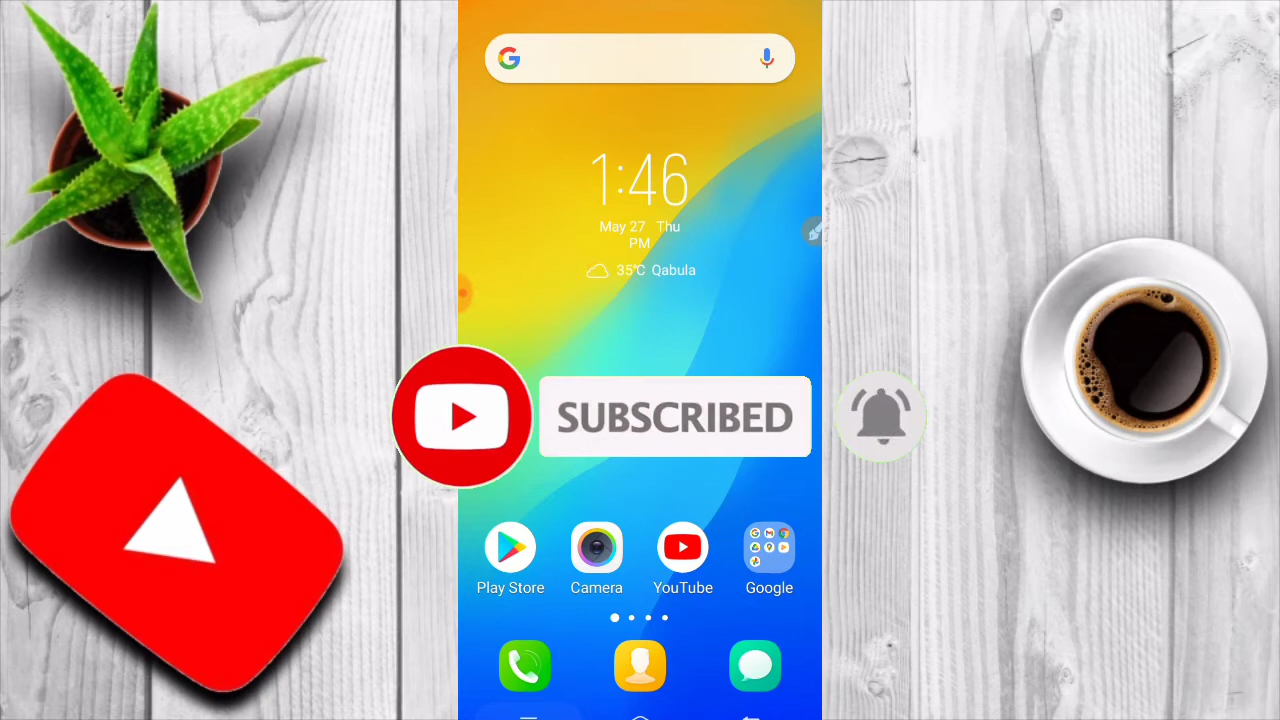 1:46
May 27 Thu
PM
35°C Qabula
SUBSCRIBED
Play Store Camera YouTube Google